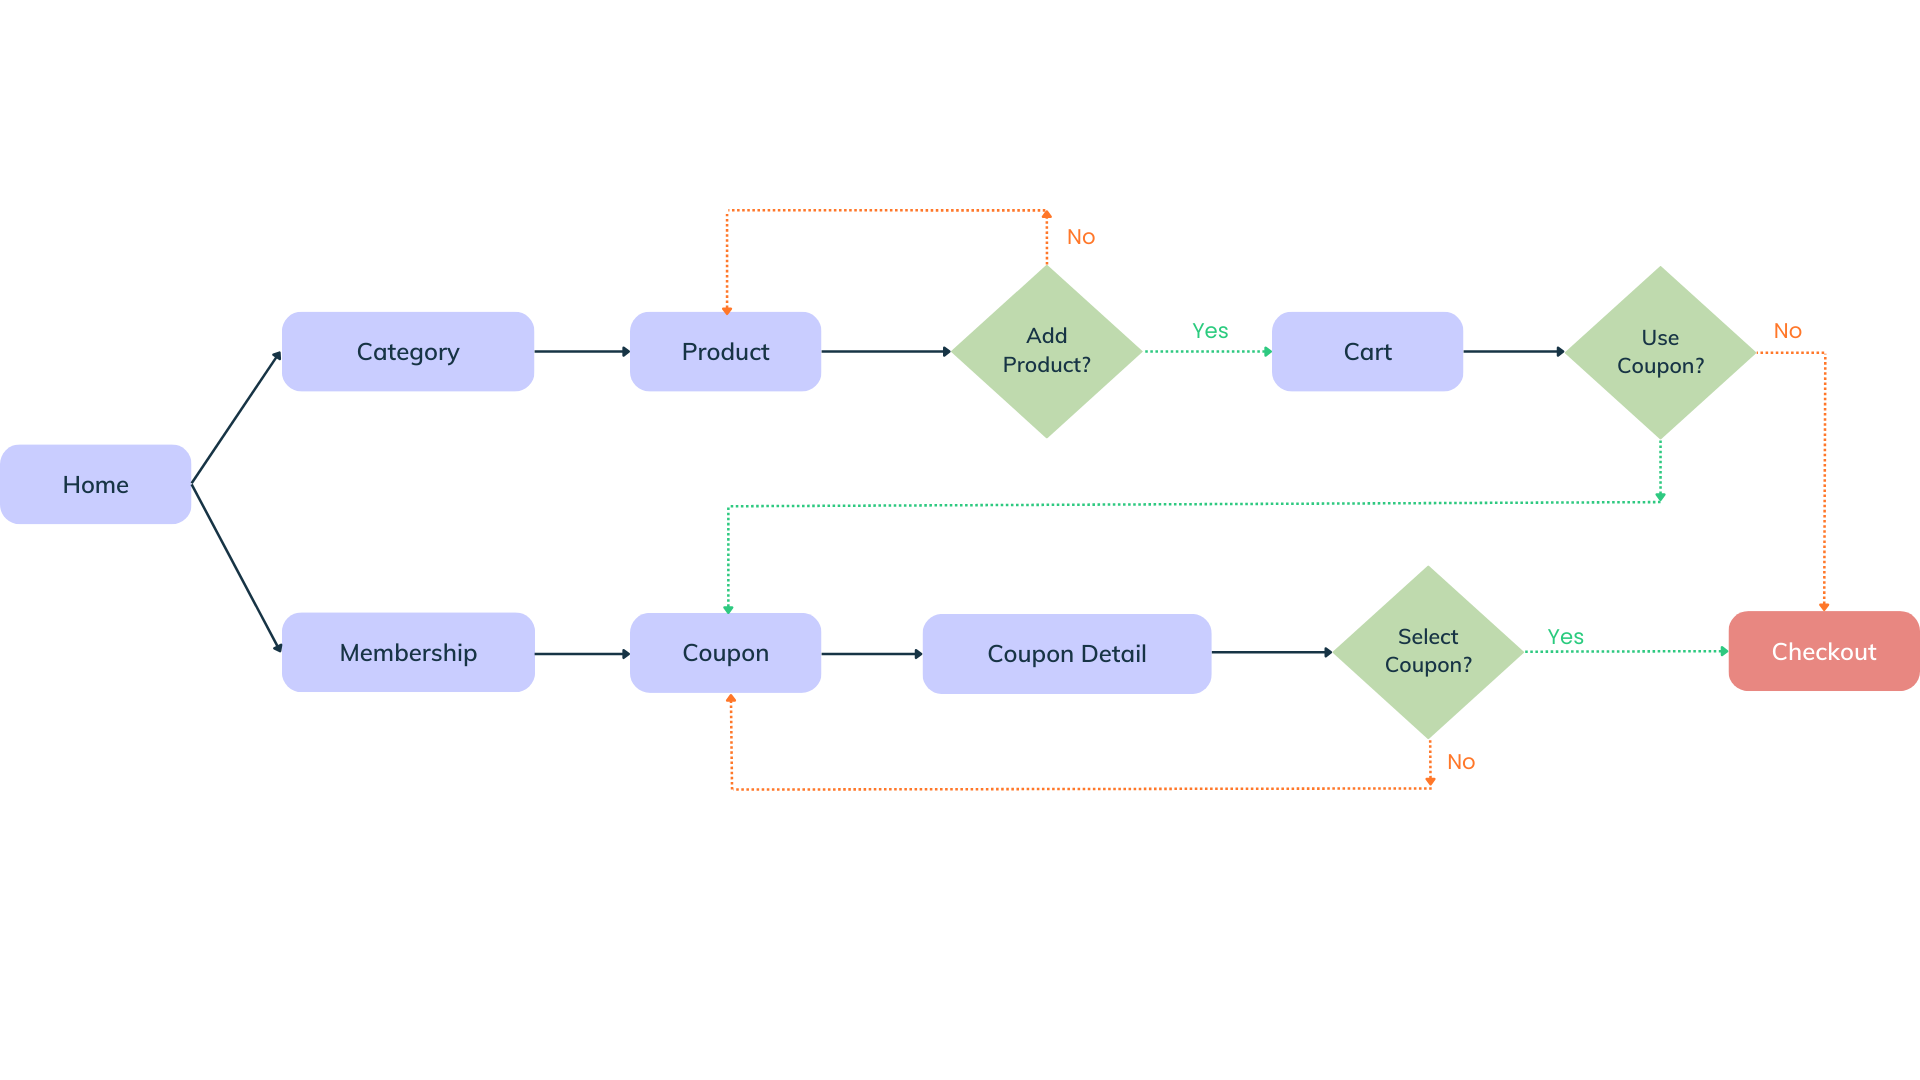 No
Add
Product?
Yes
Use
Coupon?
No
Category
Product
Cart
Home
Membership
Coupon
Coupon Detail
Select
Coupon?
Yes
Checkout
No